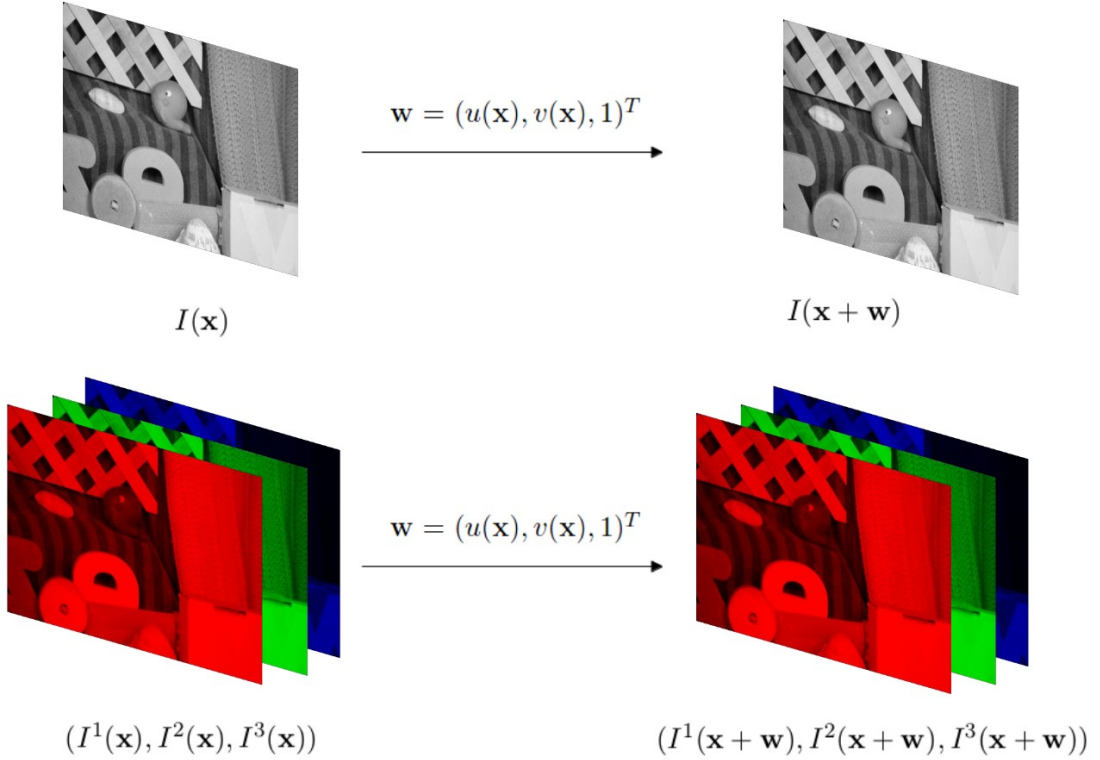 w = (u(x), v(x), 1)^T
I(x)
I(x + w)
w = (u(x), v(x), 1)^T
(I^1(x), I^2(x), I^3(x))
(I^1(x + w), I^2(x + w), I^3(x + w))